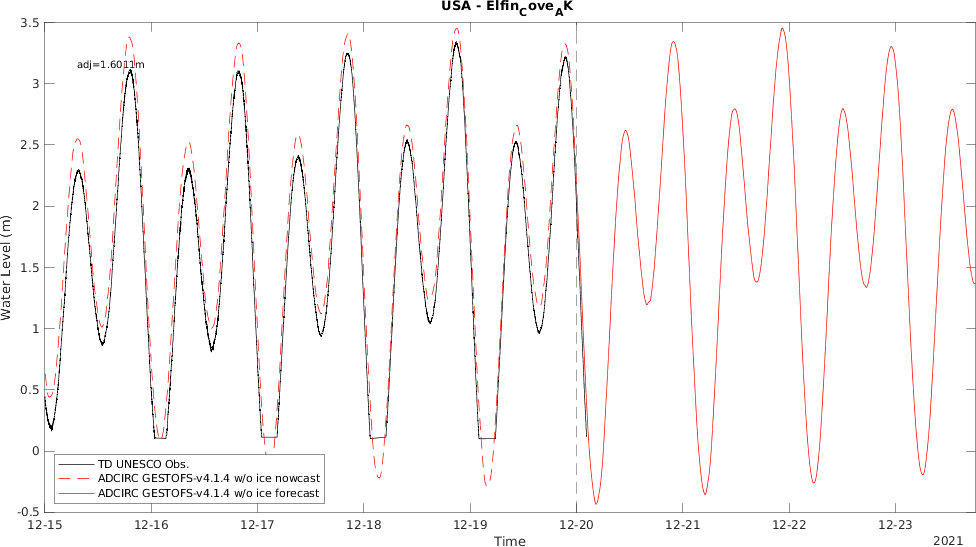 USA - ElfinCoveAK
3.5
adj=1.6011m
3
2.5
2
Water Level (m)
1.5
1
0.5
0
TD UNESCO Obs.
ADCIRC GESTOFS-v4.1.4 w/o ice nowcast
ADCIRC GESTOFS-v4.1.4 w/o ice forecast
-0.5
12-15 12-16 12-17 12-18 12-19 12-20 12-21 12-22 12-23
Time
2021